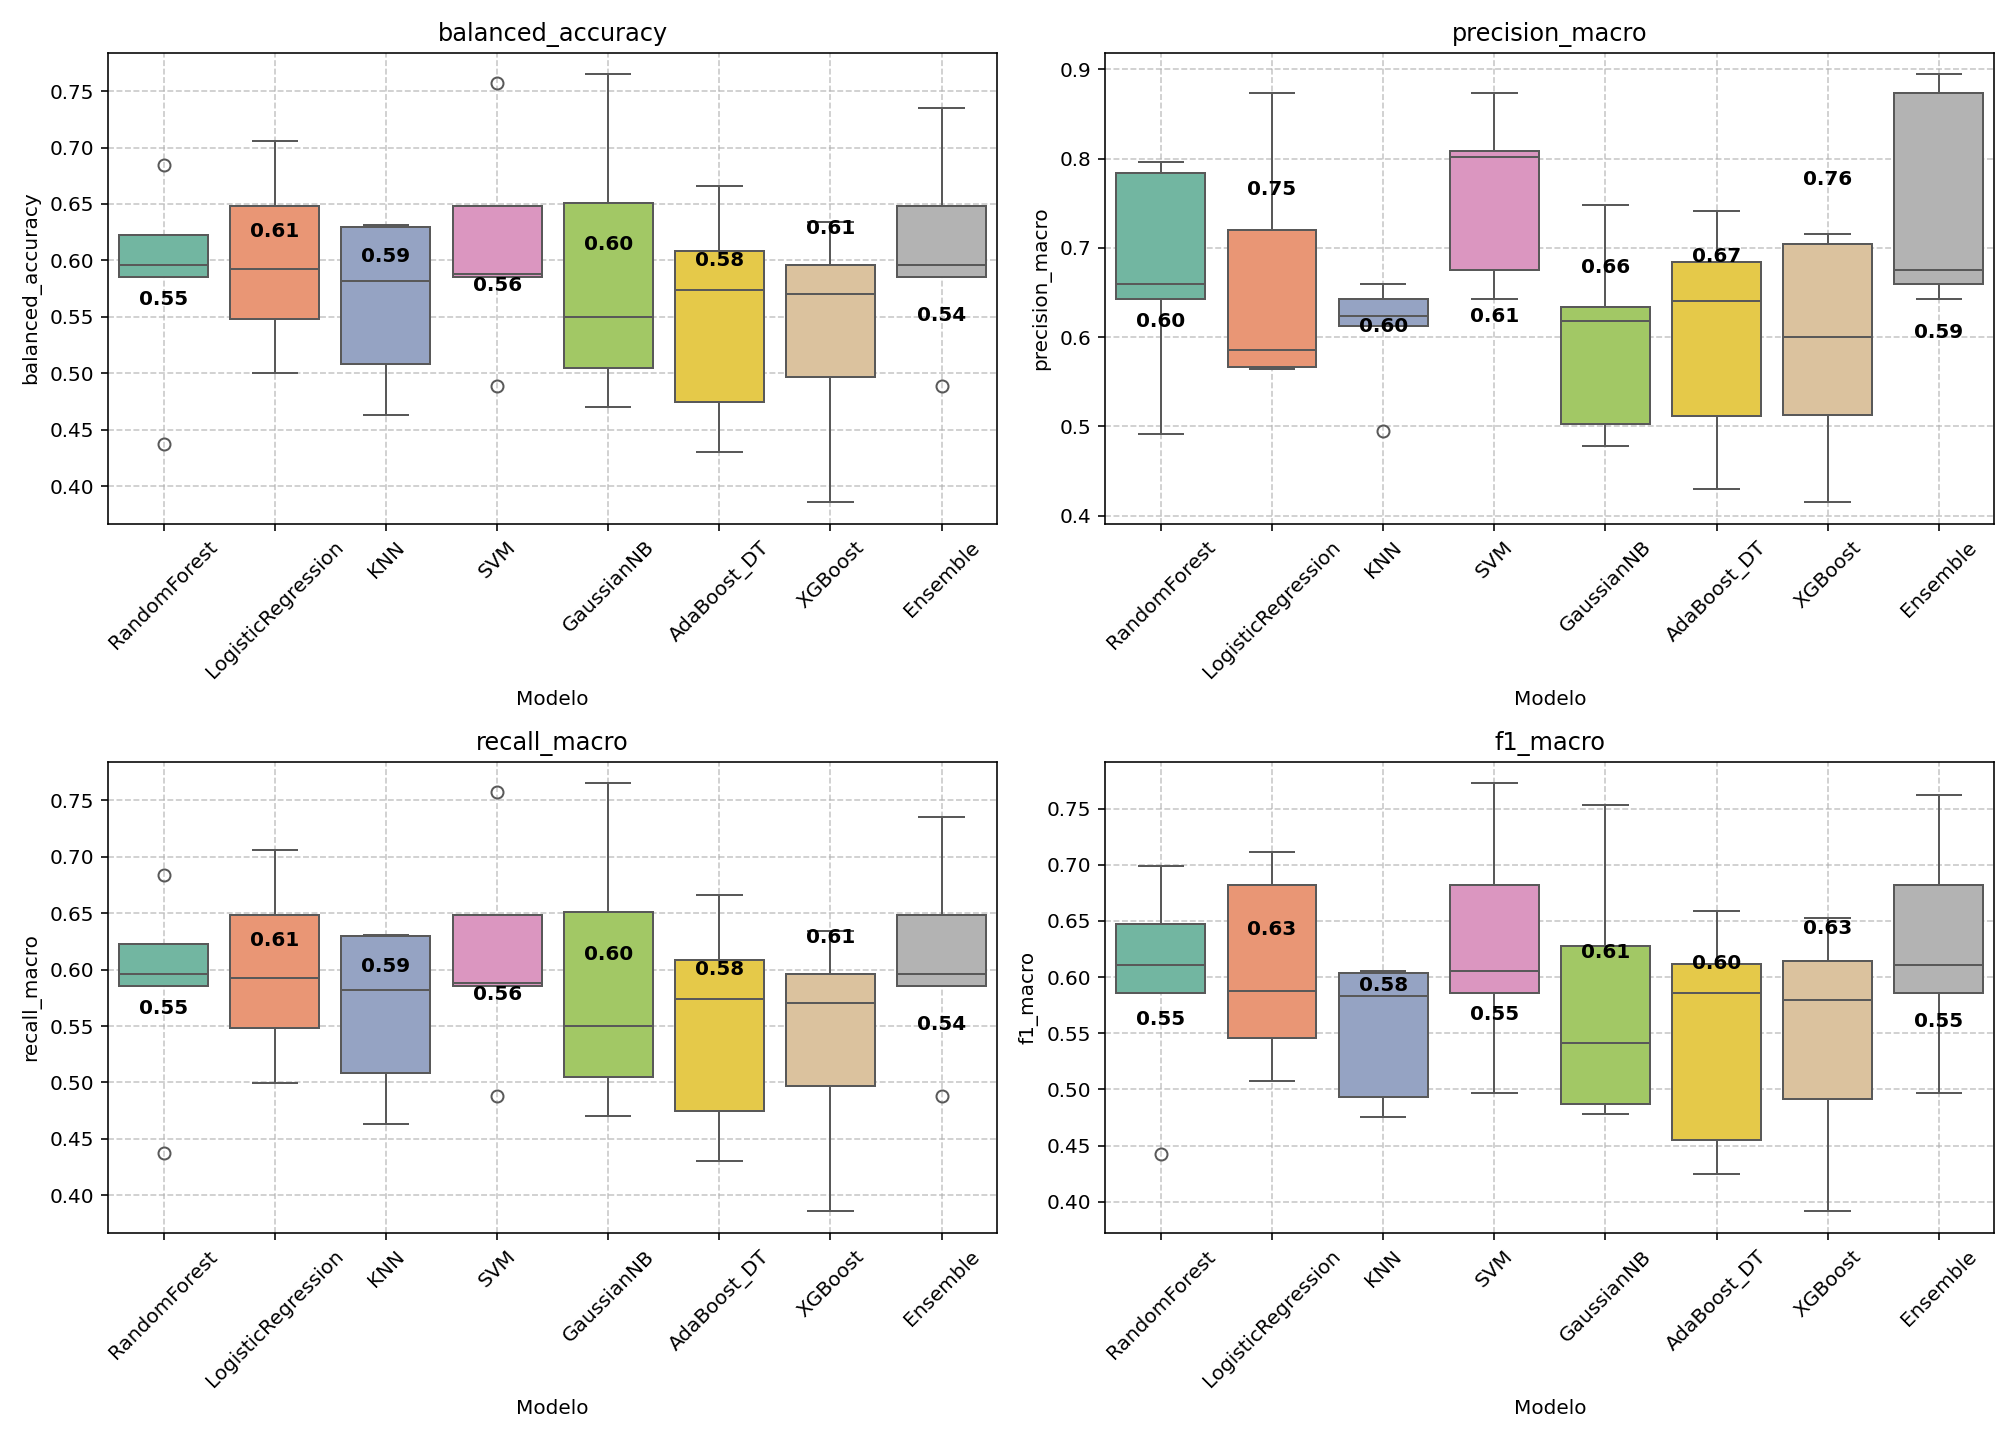 balanced_accuracy
balanced_accuracy
0.75
0.70
0.65
0.60
0.55
0.50
0.45
0.40
0.55
0.61
0.59
0.56
0.60
0.58
0.61
0.54
RandomForest
LogisticRegression
KNN
SVM
GaussianNB
AdaBoost_DT
XGBoost
Ensemble
Modelo
precision_macro
precision_macro
0.9
0.8
0.7
0.6
0.5
0.4
0.60
0.75
0.60
0.61
0.66
0.67
0.76
0.59
RandomForest
LogisticRegression
KNN
SVM
GaussianNB
AdaBoost_DT
XGBoost
Ensemble
Modelo
recall_macro
recall_macro
0.75
0.70
0.65
0.60
0.55
0.50
0.45
0.40
0.55
0.61
0.59
0.56
0.60
0.58
0.61
0.54
RandomForest
LogisticRegression
KNN
SVM
GaussianNB
AdaBoost_DT
XGBoost
Ensemble
Modelo
f1_macro
f1_macro
0.75
0.70
0.65
0.60
0.55
0.50
0.45
0.40
0.55
0.63
0.58
0.55
0.61
0.60
0.63
0.55
RandomForest
LogisticRegression
KNN
SVM
GaussianNB
AdaBoost_DT
XGBoost
Ensemble
Modelo